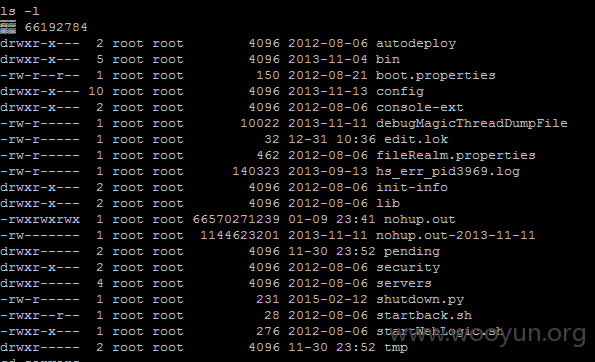 ls -l
66192784
drwxr-x--- 2 root root 4096 2012-08-06 autodeploy
drwxr-x--- 5 root root 4096 2013-11-04 bin
-rw-r--r-- 1 root root 150 2012-08-21 boot.properties
drwxr-x--- 10 root root 4096 2013-11-13 config
drwxr-x--- 2 root root 4096 2012-08-06 console-ext
-rw-r----- 1 root root 10022 2013-11-11 debugMagicThreadDumpFile
-rw-r----- 1 root root 32 12-31 10:36 edit.lok
-rw-r----- 1 root root 462 2012-08-06 fileRealm.properties
-rw-r----- 1 root root 140323 2013-09-13 hs_err_pid3969.log
drwxr-x--- 2 root root 4096 2012-08-06 init-info
drwxr-x--- 2 root root 4096 2012-08-06 lib
-rwxrwxrwx 1 root root 66570271239 01-09 23:41 nohup.out
-rw------- 1 root root 1144623201 2013-11-11 nohup.out-2013-11-11
drwxr----- 2 root root 4096 11-30 23:52 pending
drwxr-x--- 2 root root 4096 2012-08-06 security
drwxr----- 4 root root 4096 2012-08-06 servers
-rw-r----- 1 root root 231 2015-02-12 shutdown.py
-rwxr--r-- 1 root root 28 2012-08-06 startback.sh
-rwxr-x--- 1 root root 276 2012-08-06 startWebLogic.sh
drwxr----- 2 root root 4096 11-30 23:52 tmp
www.wooyun.org